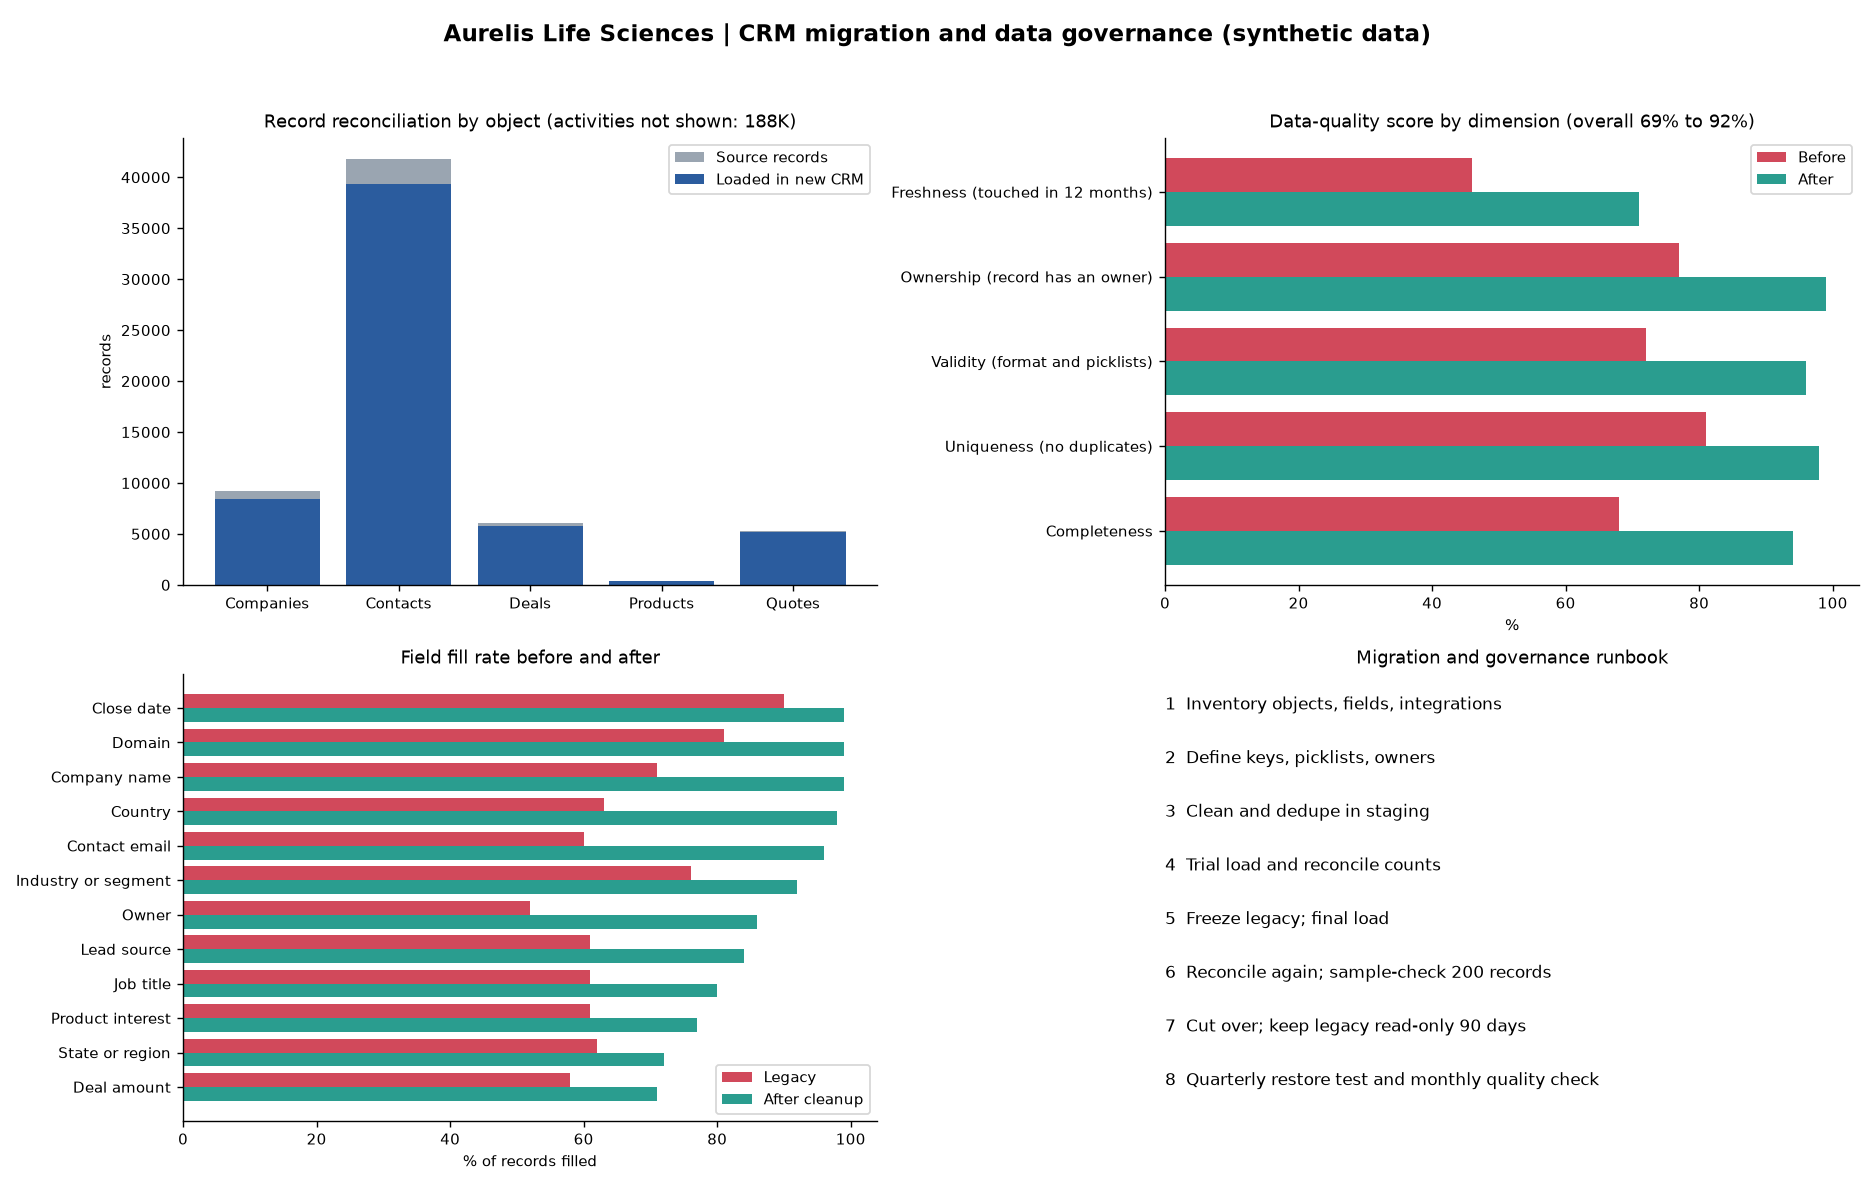 Aurelis Life Sciences | CRM migration and data governance (synthetic data)
Record reconciliation by object (activities not shown: 188K)
Source records
Loaded in new CRM
records
40000
35000
30000
25000
20000
15000
10000
5000
0
Companies
Contacts
Deals
Products
Quotes
Data-quality score by dimension (overall 69% to 92%)
Before
After
Freshness (touched in 12 months)
Ownership (record has an owner)
Validity (format and picklists)
Uniqueness (no duplicates)
Completeness
0
20
40
60
80
100
%
Field fill rate before and after
Close date
Domain
Company name
Country
Contact email
Industry or segment
Owner
Lead source
Job title
Product interest
State or region
Deal amount
Legacy
After cleanup
0
20
40
60
80
100
% of records filled
Migration and governance runbook
1 Inventory objects, fields, integrations
2 Define keys, picklists, owners
3 Clean and dedupe in staging
4 Trial load and reconcile counts
5 Freeze legacy; final load
6 Reconcile again; sample-check 200 records
7 Cut over; keep legacy read-only 90 days
8 Quarterly restore test and monthly quality check